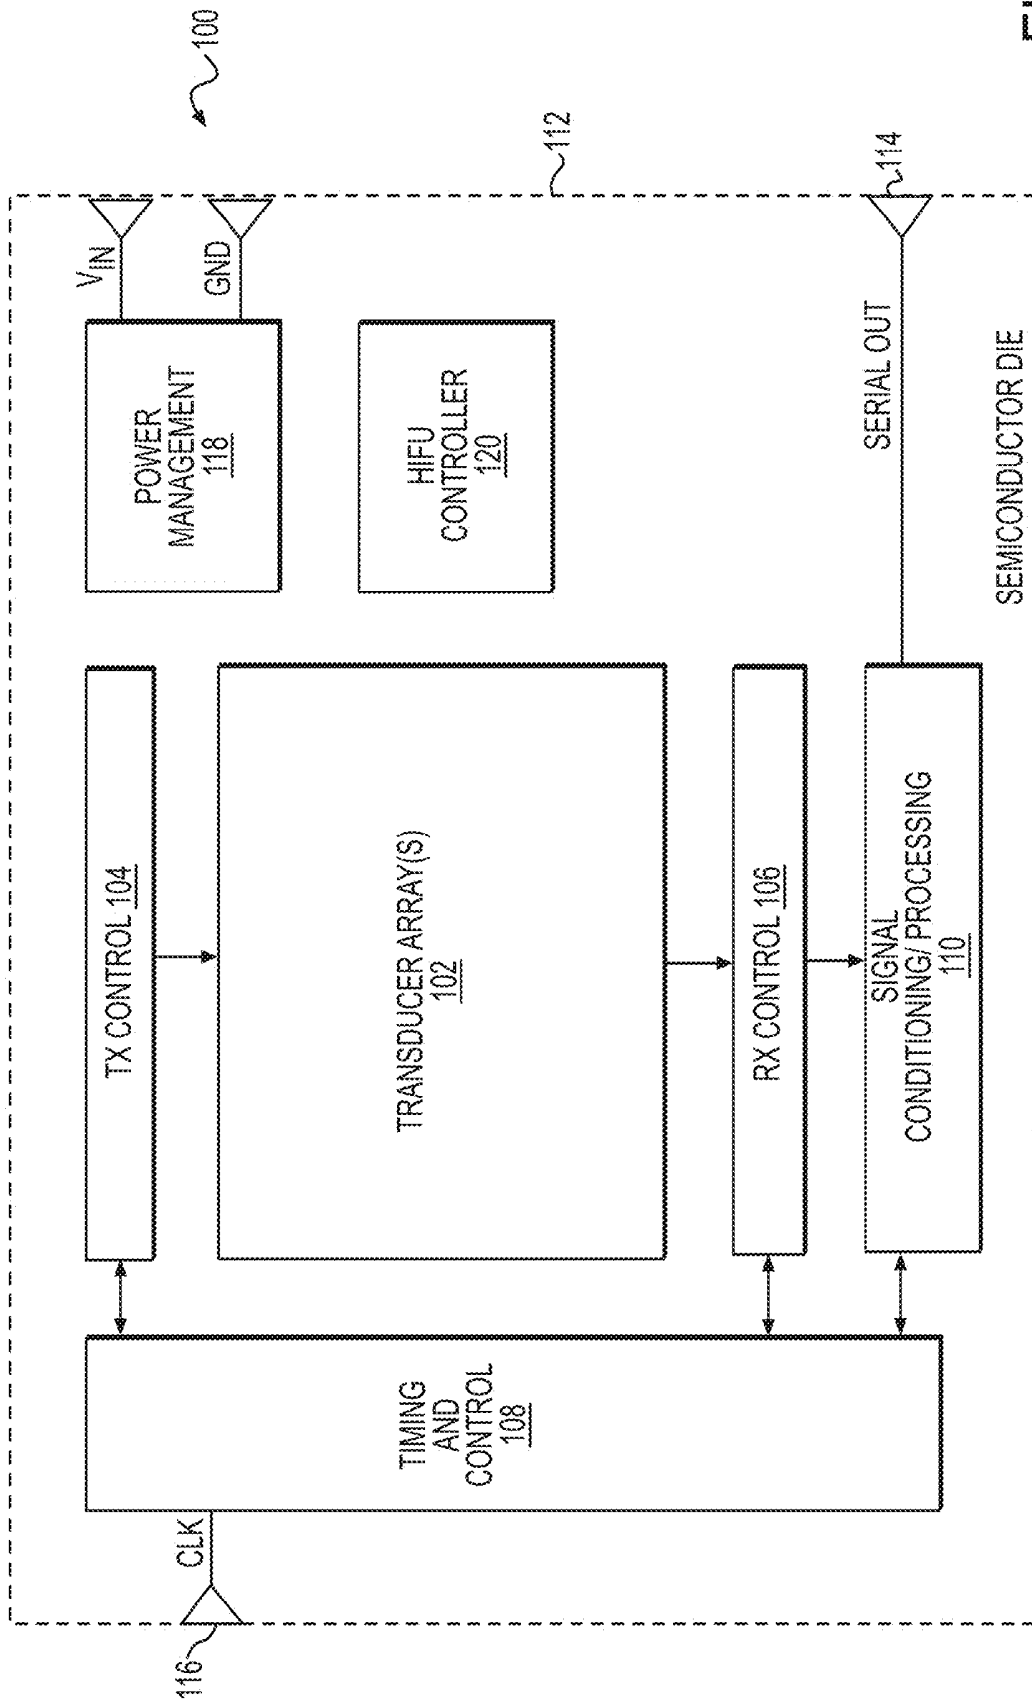 100
112
114
116
CLK
TIMING
AND
CONTROL
108
TX CONTROL 104
TRANSDUCER ARRAY(S)
102
RX CONTROL 106
SIGNAL
CONDITIONING/ PROCESSING
110
POWER
MANAGEMENT
118
HIFU
CONTROLLER
120
VIN
GND
SERIAL OUT
SEMICONDUCTOR DIE